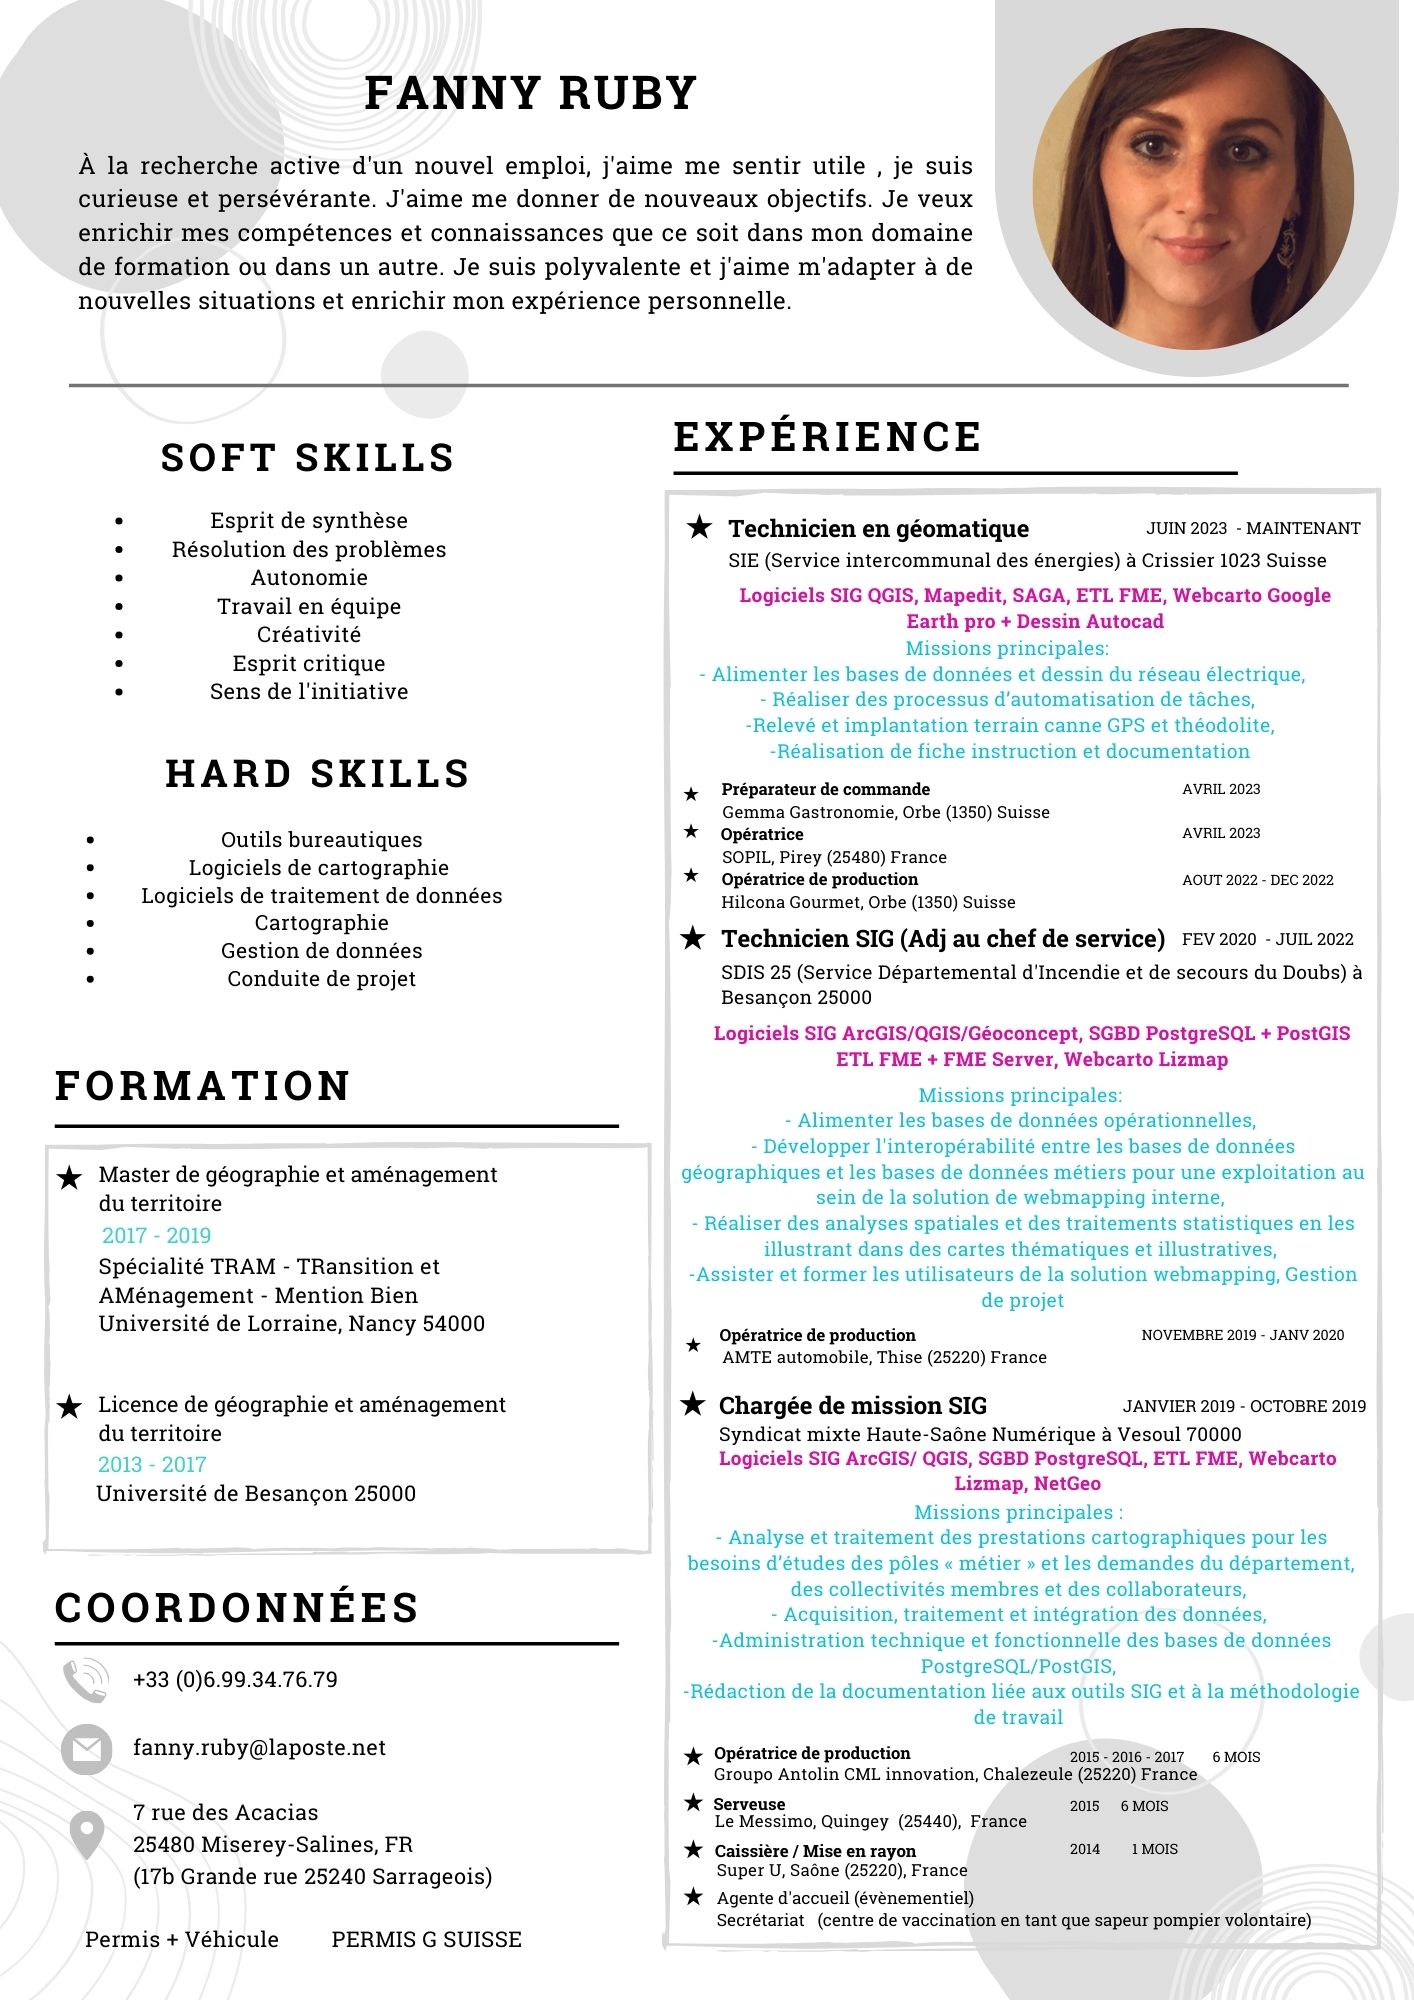 FANNY RUBY
À la recherche active d'un nouvel emploi, j'aime me sentir utile , je suis
curieuse et persévérante. J'aime me donner de nouveaux objectifs. Je veux
enrichir mes compétences et connaissances que ce soit dans mon domaine
de formation ou dans un autre. Je suis polyvalente et j'aime m'adapter à de
nouvelles situations et enrichir mon expérience personnelle.
SOFT SKILLS
• Esprit de synthèse
• Résolution des problèmes
• Autonomie
• Travail en équipe
• Créativité
• Esprit critique
• Sens de l'initiative
HARD SKILLS
• Outils bureautiques
• Logiciels de cartographie
• Logiciels de traitement de données
• Cartographie
• Gestion de données
• Conduite de projet
FORMATION
★ Master de géographie et aménagement
du territoire
2017 - 2019
Spécialité TRAM - TRansition et
AMénagement - Mention Bien
Université de Lorraine, Nancy 54000
★ Licence de géographie et aménagement
du territoire
2013 - 2017
Université de Besançon 25000
COORDONNÉES
+33 (0)6.99.34.76.79
fanny.ruby@laposte.net
7 rue des Acacias
25480 Miserey-Salines, FR
(17b Grande rue 25240 Sarrageois)
Permis + Véhicule PERMIS G SUISSE
EXPÉRIENCE
★ Technicien en géomatique JUIN 2023 - MAINTENANT
SIE (Service intercommunal des énergies) à Crissier 1023 Suisse
Logiciels SIG QGIS, Mapedit, SAGA, ETL FME, Webcarto Google
Earth pro + Dessin Autocad
Missions principales:
- Alimenter les bases de données et dessin du réseau électrique,
- Réaliser des processus d’automatisation de tâches,
-Relevé et implantation terrain canne GPS et théodolite,
-Réalisation de fiche instruction et documentation
★ Préparateur de commande AVRIL 2023
Gemma Gastronomie, Orbe (1350) Suisse
★ Opératrice AVRIL 2023
SOPIL, Pirey (25480) France
★ Opératrice de production AOUT 2022 - DEC 2022
Hilcona Gourmet, Orbe (1350) Suisse
★ Technicien SIG (Adj au chef de service) FEV 2020 - JUIL 2022
SDIS 25 (Service Départemental d'Incendie et de secours du Doubs) à
Besançon 25000
Logiciels SIG ArcGIS/QGIS/Géoconcept, SGBD PostgreSQL + PostGIS
ETL FME + FME Server, Webcarto Lizmap
Missions principales:
- Alimenter les bases de données opérationnelles,
- Développer l'interopérabilité entre les bases de données
géographiques et les bases de données métiers pour une exploitation au
sein de la solution de webmapping interne,
- Réaliser des analyses spatiales et des traitements statistiques en les
illustrant dans des cartes thématiques et illustratives,
-Assister et former les utilisateurs de la solution webmapping, Gestion
de projet
★ Opératrice de production NOVEMBRE 2019 - JANV 2020
AMTE automobile, Thise (25220) France
★ Chargée de mission SIG JANVIER 2019 - OCTOBRE 2019
Syndicat mixte Haute-Saône Numérique à Vesoul 70000
Logiciels SIG ArcGIS/ QGIS, SGBD PostgreSQL, ETL FME, Webcarto
Lizmap, NetGeo
Missions principales :
- Analyse et traitement des prestations cartographiques pour les
besoins d’études des pôles « métier » et les demandes du département,
des collectivités membres et des collaborateurs,
- Acquisition, traitement et intégration des données,
-Administration technique et fonctionnelle des bases de données
PostgreSQL/PostGIS,
-Rédaction de la documentation liée aux outils SIG et à la méthodologie
de travail
★ Opératrice de production 2015 - 2016 - 2017 6 MOIS
Groupo Antolin CML innovation, Chalezeule (25220) France
★ Serveuse 2015 6 MOIS
Le Messimo, Quingey (25440), France
★ Caissière / Mise en rayon 2014 1 MOIS
Super U, Saône (25220), France
★ Agente d'accueil (évènementiel)
Secrétariat (centre de vaccination en tant que sapeur pompier volontaire)